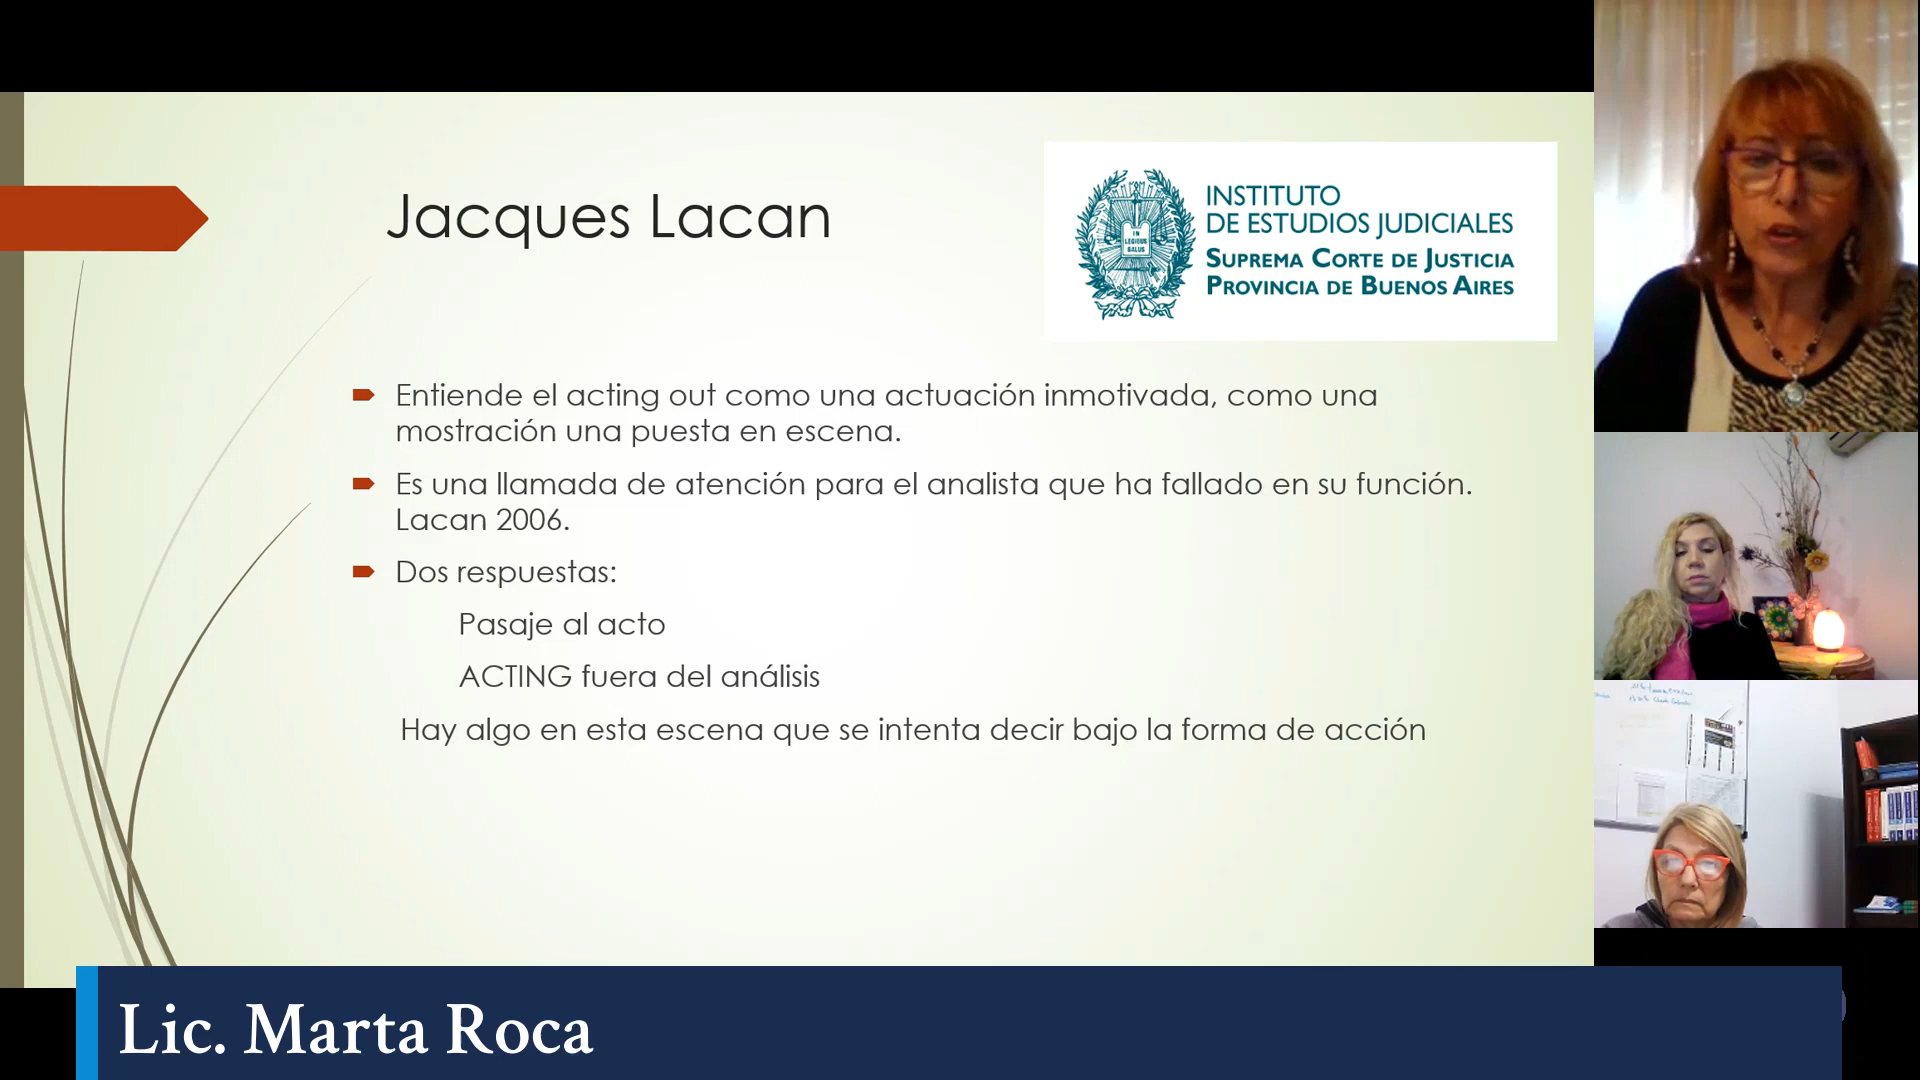 Jacques Lacan
IN
LEGIBUS
SALUS
INSTITUTO
DE ESTUDIOS JUDICIALES
SUPREMA CORTE DE JUSTICIA
PROVINCIA DE BUENOS AIRES
Entiende el acting out como una actuación inmotivada, como una
mostración una puesta en escena.
Es una llamada de atención para el analista que ha fallado en su función.
Lacan 2006.
Dos respuestas:
Pasaje al acto
ACTING fuera del análisis
Hay algo en esta escena que se intenta decir bajo la forma de acción
Lic. Marta Roca